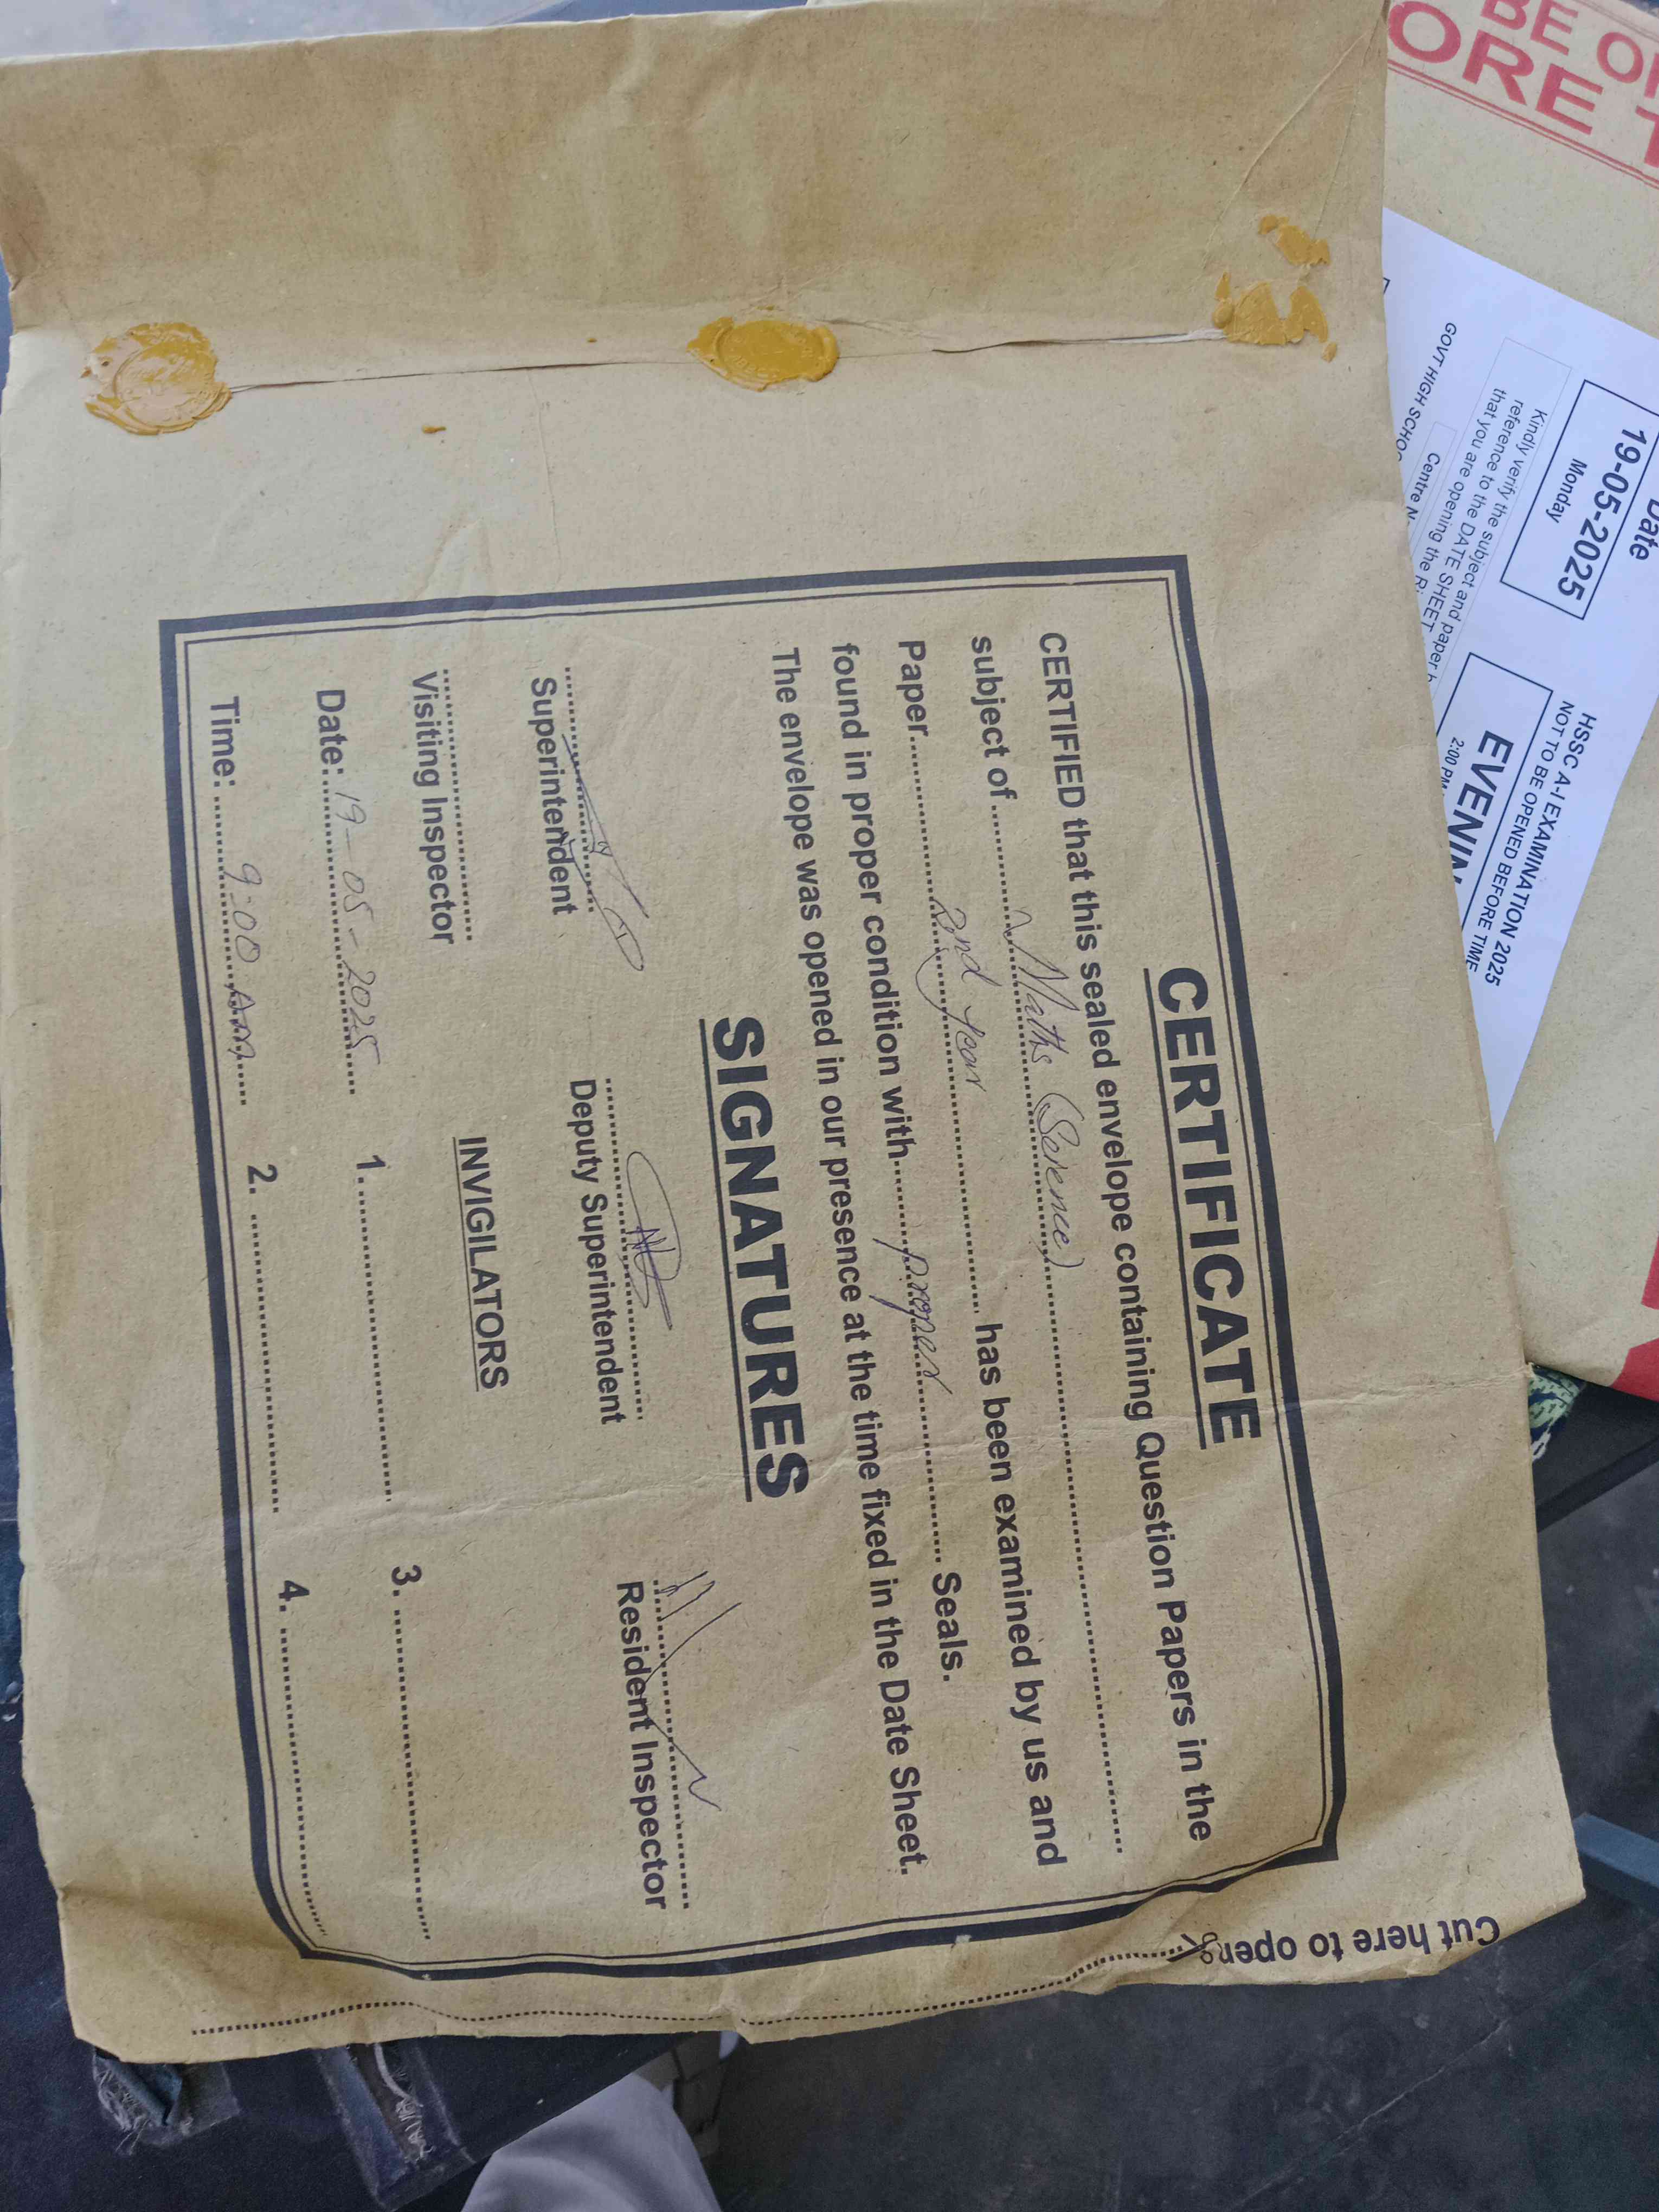 CERTIFICATE
CERTIFIED that this sealed envelope containing Question Papers in the
subject of.......... Maths (Science) ..........
Paper.......... 2nd year .......... has been examined by us and
found in proper condition with.......... proper .......... Seals.
The envelope was opened in our presence at the time fixed in the Date Sheet.
SIGNATURES
Superintendent Deputy Superintendent Resident Inspector
Visiting Inspector
INVIGILATORS
Date: 19-05-2025 1. .......... 3. ..........
Time: 9:00 AM 2. .......... 4. ..........
Cut here to open
BE
ORE
Date
19-05-2025
Monday
HSSC A-I EXAMINATION 2025
NOT TO BE OPENED BEFORE TIME
EVENIN
2:00 PM
Kindly verify the subject and paper
reference to the DATE SHEET
that you are opening the
GOVT HIGH SCHO
Centre